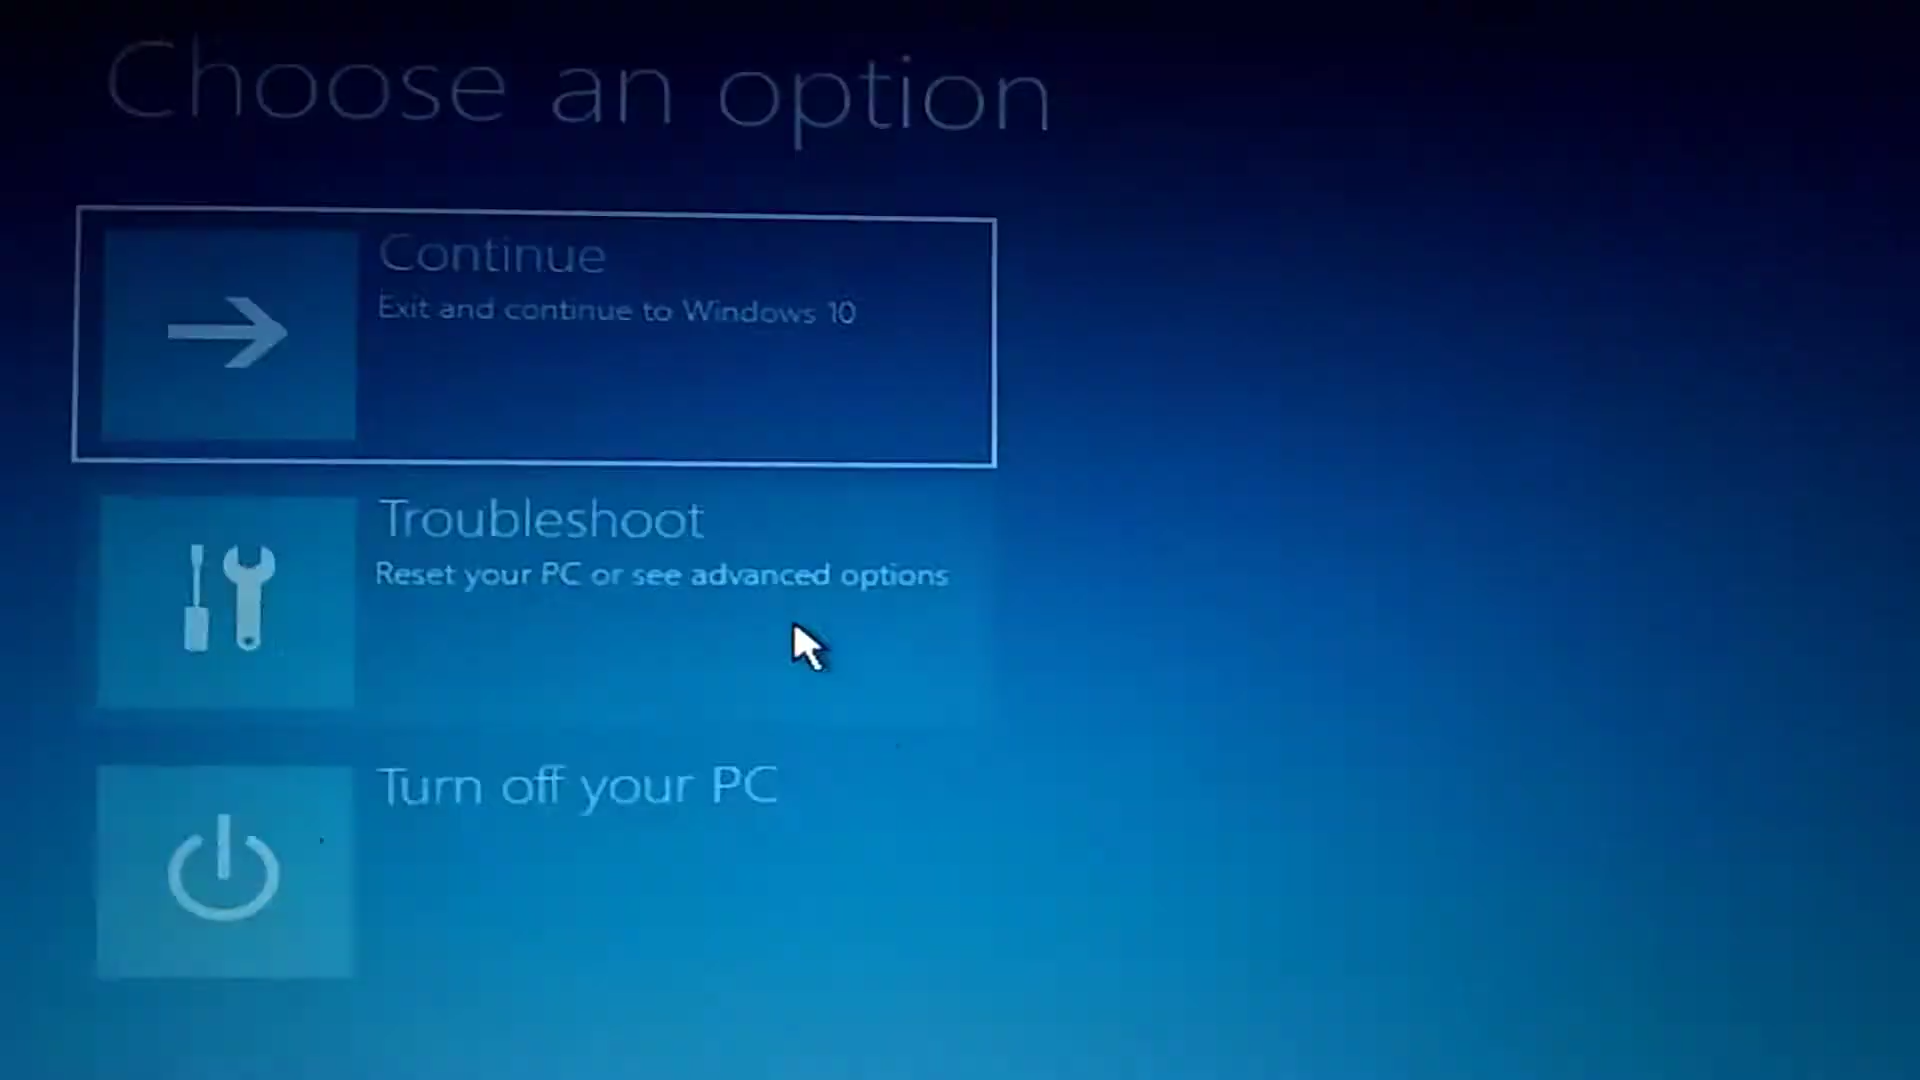 Choose an option
Continue
Exit and continue to Windows 10
Troubleshoot
Reset your PC or see advanced options
Turn off your PC